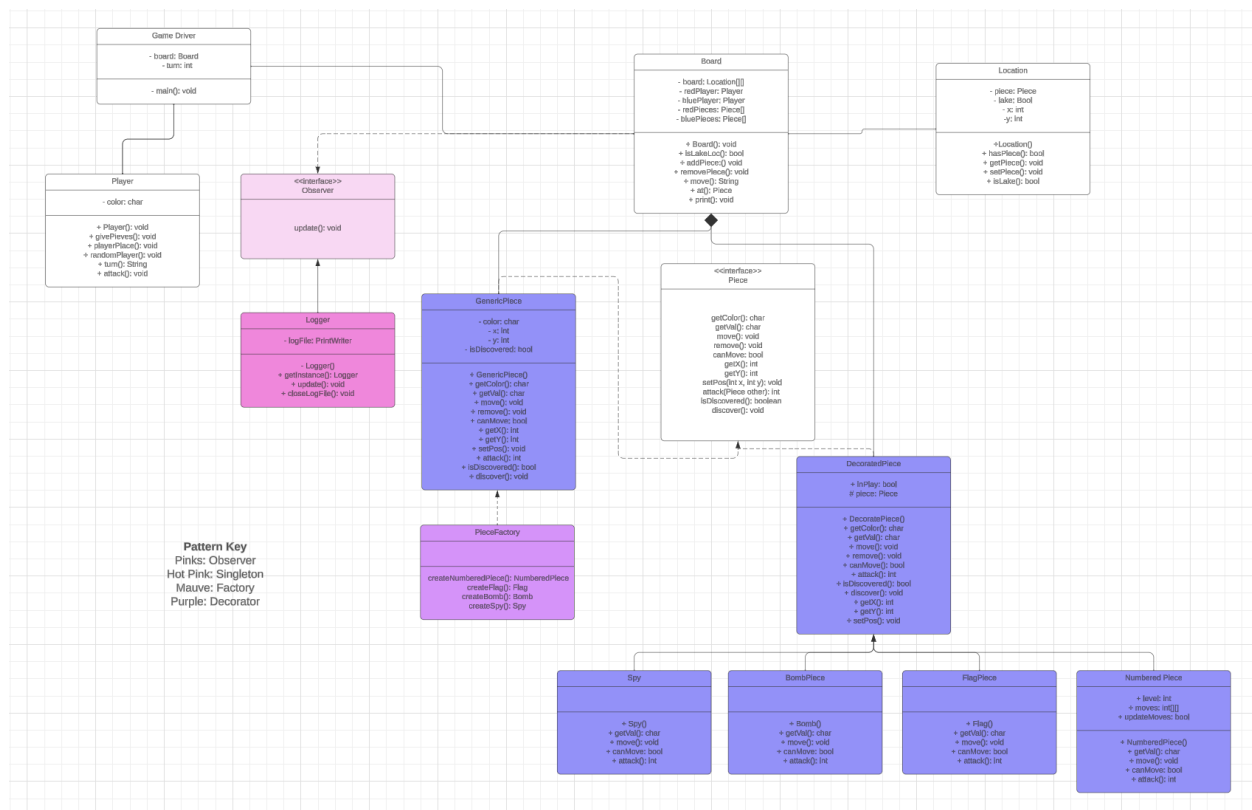 Game Driver
- board: Board
- turn: int
- main(): void
Board
- board: Location[][]
- redPlayer: Player
- bluePlayer: Player
- redPieces: Piece[]
- bluePieces: Piece[]
+ Board(): void
+ isLakeLoc(): bool
+ addPiece:() void
+ removePiece(): void
+ move(): String
+ at(): Piece
+ print(): void
Location
- piece: Piece
- lake: Bool
- x: int
-y: int
+Location()
+ hasPiece(): bool
+ getPiece(): void
+ setPiece(): void
+ isLake(): bool
Player
- color: char
+ Player(): void
+ givePieves(): void
+ playerPlace(): void
+ randomPlayer(): void
+ turn(): String
+ attack(): void
<<interface>>
Observer
update(): void
Logger
- logFile: PrintWriter
- Logger()
+ getInstance(): Logger
+ update(): void
+ closeLogFile(): void
GenericPiece
- color: char
- x: int
- y: int
- isDiscovered: bool
+ GenericPiece()
+ getColor(): char
+ getVal(): char
+ move(): void
+ remove(): void
+ canMove: bool
+ getX(): int
+ getY(): int
+ setPos(): void
+ attack(): int
+ isDiscovered(): bool
+ discover(): void
<<interface>>
Piece
getColor(): char
getVal(): char
move(): void
remove(): void
canMove: bool
getX(): int
getY(): int
setPos(int x, int y): void
attack(Piece other): int
isDiscovered(): boolean
discover(): void
DecoratedPiece
+ InPlay: bool
# piece: Piece
+ DecoratePiece()
+ getColor(): char
+ getVal(): char
+ move(): void
+ remove(): void
+ canMove(): bool
+ attack(): int
+ isDiscovered(): bool
+ discover(): void
+ getX(): int
+ getY(): int
+ setPos(): void
PieceFactory
createNumberedPiece(): NumberedPiece
createFlag(): Flag
createBomb(): Bomb
createSpy(): Spy
Pattern Key
Pinks: Observer
Hot Pink: Singleton
Mauve: Factory
Purple: Decorator
Spy
+ Spy()
+ getVal(): char
+ move(): void
+ canMove: bool
+ attack(): int
BombPiece
+ Bomb()
+ getVal(): char
+ move(): void
+ canMove: bool
+ attack(): int
FlagPiece
+ Flag()
+ getVal(): char
+ move(): void
+ canMove: bool
+ attack(): int
Numbered Piece
+ level: int
+ moves: int[][]
+ updateMoves: bool
+ NumberedPiece()
+ getVal(): char
+ move(): void
+ canMove: bool
+ attack(): int